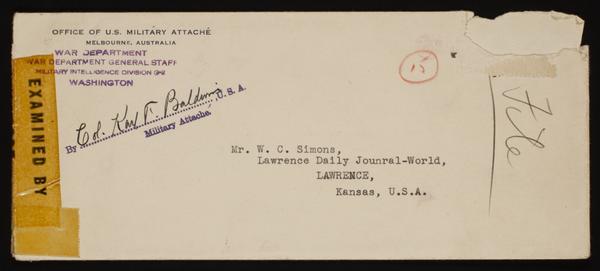 OFFICE OF U.S. MILITARY ATTACHÉ
MELBOURNE, AUSTRALIA
WAR DEPARTMENT
WAR DEPARTMENT GENERAL STAFF
MILITARY INTELLIGENCE DIVISION G-2
WASHINGTON
By Col. Karl F. Baldwin, U.S.A.
Military Attache.
EXAMINED BY
15
File
Mr. W. C. Simons,
Lawrence Daily Jounral-World,
LAWRENCE,
Kansas, U.S.A.